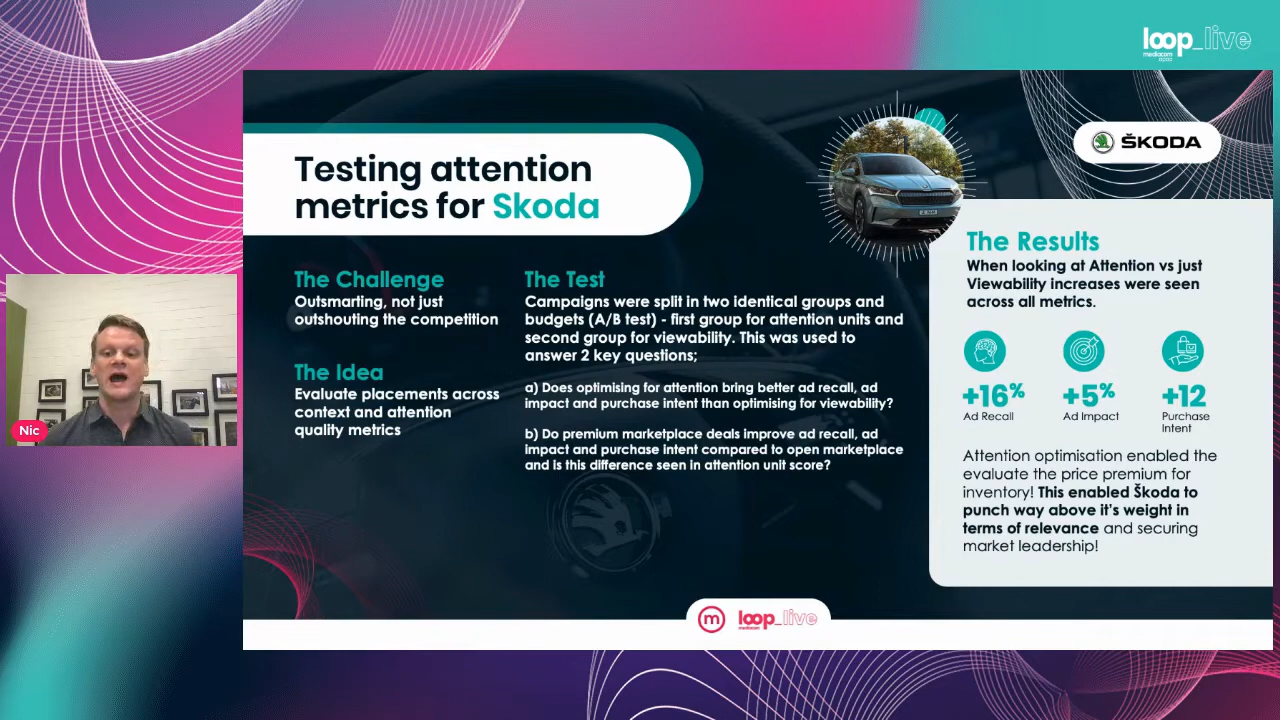 loop_live
mediacom
apac
Testing attention
metrics for Skoda
ŠKODA
The Challenge
Outsmarting, not just
outshouting the competition
The Idea
Evaluate placements across
context and attention
quality metrics
The Test
Campaigns were split in two identical groups and
budgets (A/B test) - first group for attention units and
second group for viewability. This was used to
answer 2 key questions;
a) Does optimising for attention bring better ad recall, ad
impact and purchase intent than optimising for viewability?
b) Do premium marketplace deals improve ad recall, ad
impact and purchase intent compared to open marketplace
and is this difference seen in attention unit score?
The Results
When looking at Attention vs just
Viewability increases were seen
across all metrics.
+16%
Ad Recall
+5%
Ad Impact
+12
Purchase
Intent
Attention optimisation enabled the
evaluate the price premium for
inventory! This enabled Škoda to
punch way above it's weight in
terms of relevance and securing
market leadership!
Nic
m
loop_live
mediacom